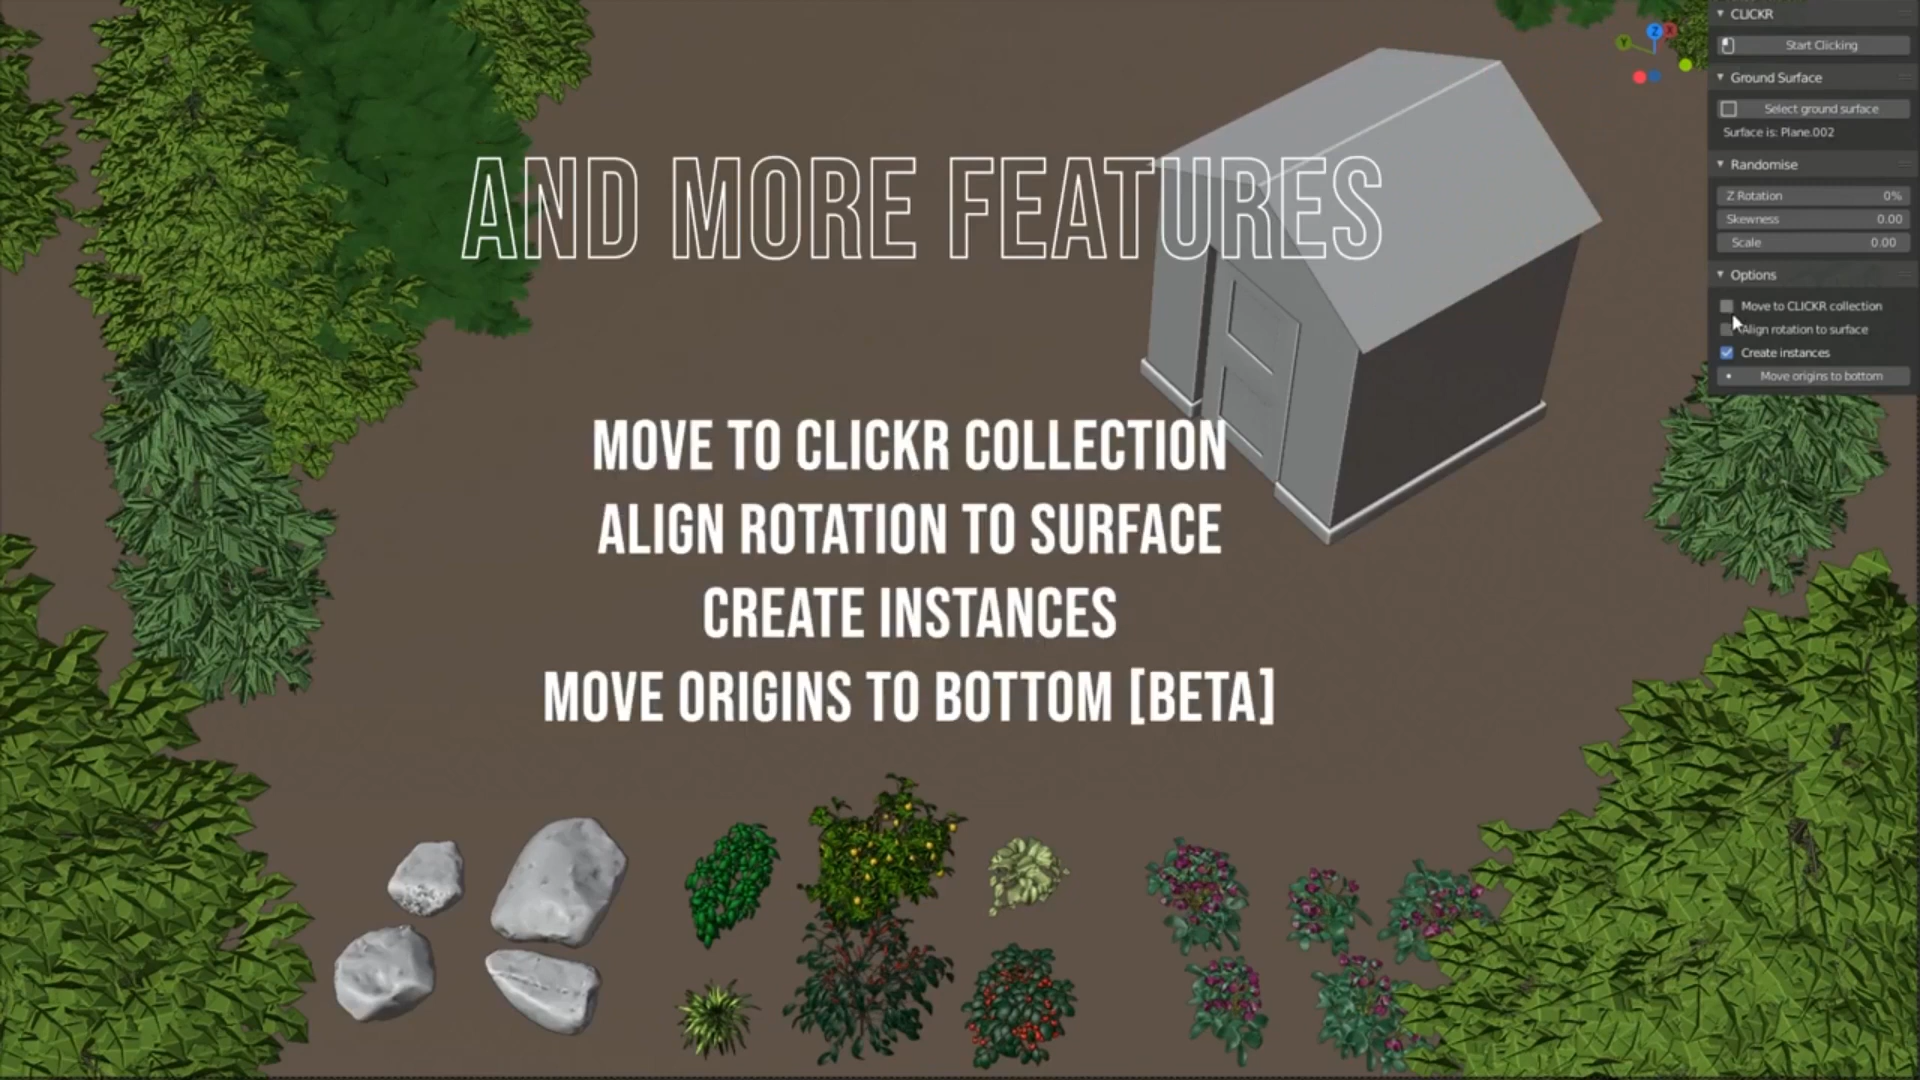 AND MORE FEATURES
MOVE TO CLICKR COLLECTION
ALIGN ROTATION TO SURFACE
CREATE INSTANCES
MOVE ORIGINS TO BOTTOM [BETA]
CLICKR
Start Clicking
Ground Surface
Select ground surface
Surface is: Plane.002
Randomise
Z Rotation 0%
Skewness 0.00
Scale 0.00
Options
Move to CLICKR collection
Align rotation to surface
Create instances
Move origins to bottom
Y Z X